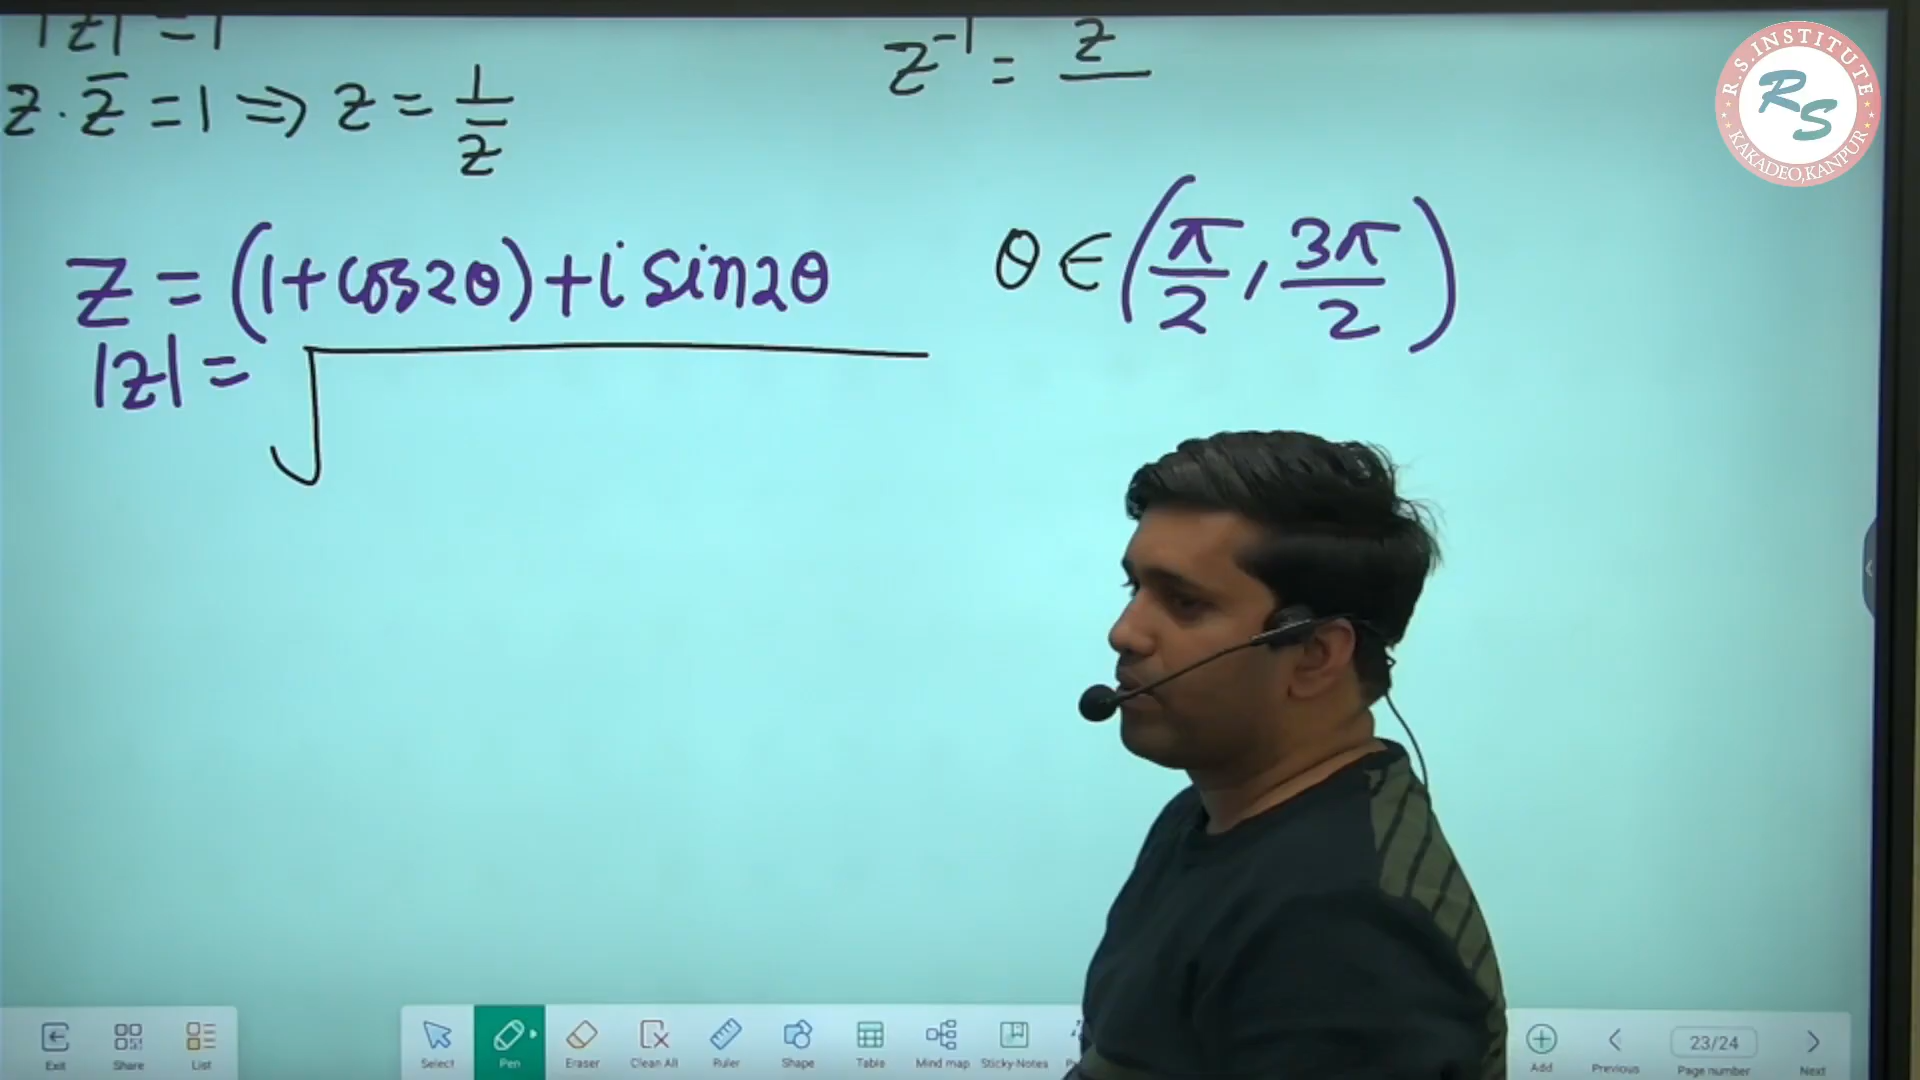 |z| = 1
z^-1 = z
z · z̄ = 1 ⇒ z = 1/z̄
z = (1+cos2θ)+i sin2θ
θ ∈ (π/2, 3π/2)
|z| = √
R.S.INSTITUTE
RS
KAKADEO,KANPUR
Exit Share List Select Pen Eraser Clean All Ruler Shape Table Mind map Sticky-Notes Add Previous 23/24 Page number Next